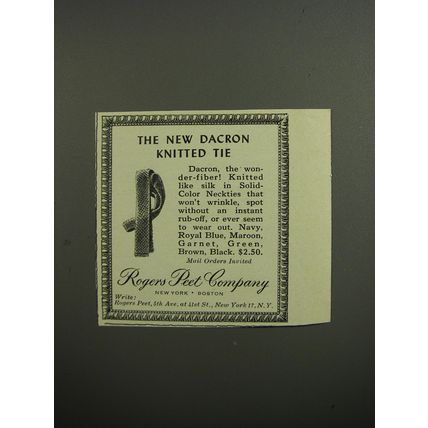 THE NEW DACRON
KNITTED TIE
Dacron, the won-
der-fiber! Knitted
like silk in Solid-
Color Neckties that
won't wrinkle, spot
without an instant
rub-off, or ever seem
to wear out. Navy,
Royal Blue, Maroon,
Garnet, Green,
Brown, Black. $2.50.
Mail Orders Invited
Rogers Peet Company
NEW YORK • BOSTON
Write:
Rogers Peet, 5th Ave. at 41st St., New York 17, N.Y.